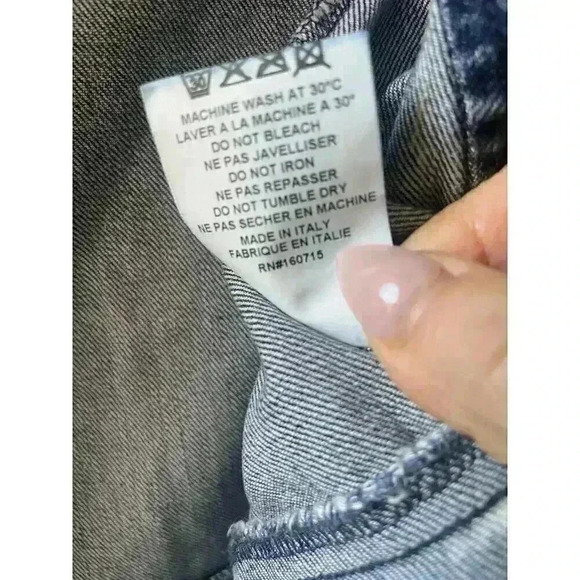 30
MACHINE WASH AT 30°C
LAVER A LA MACHINE A 30°
DO NOT BLEACH
NE PAS JAVELLISER
DO NOT IRON
NE PAS REPASSER
DO NOT TUMBLE DRY
NE PAS SECHER EN MACHINE
MADE IN ITALY
FABRIQUE EN ITALIE
RN#160715